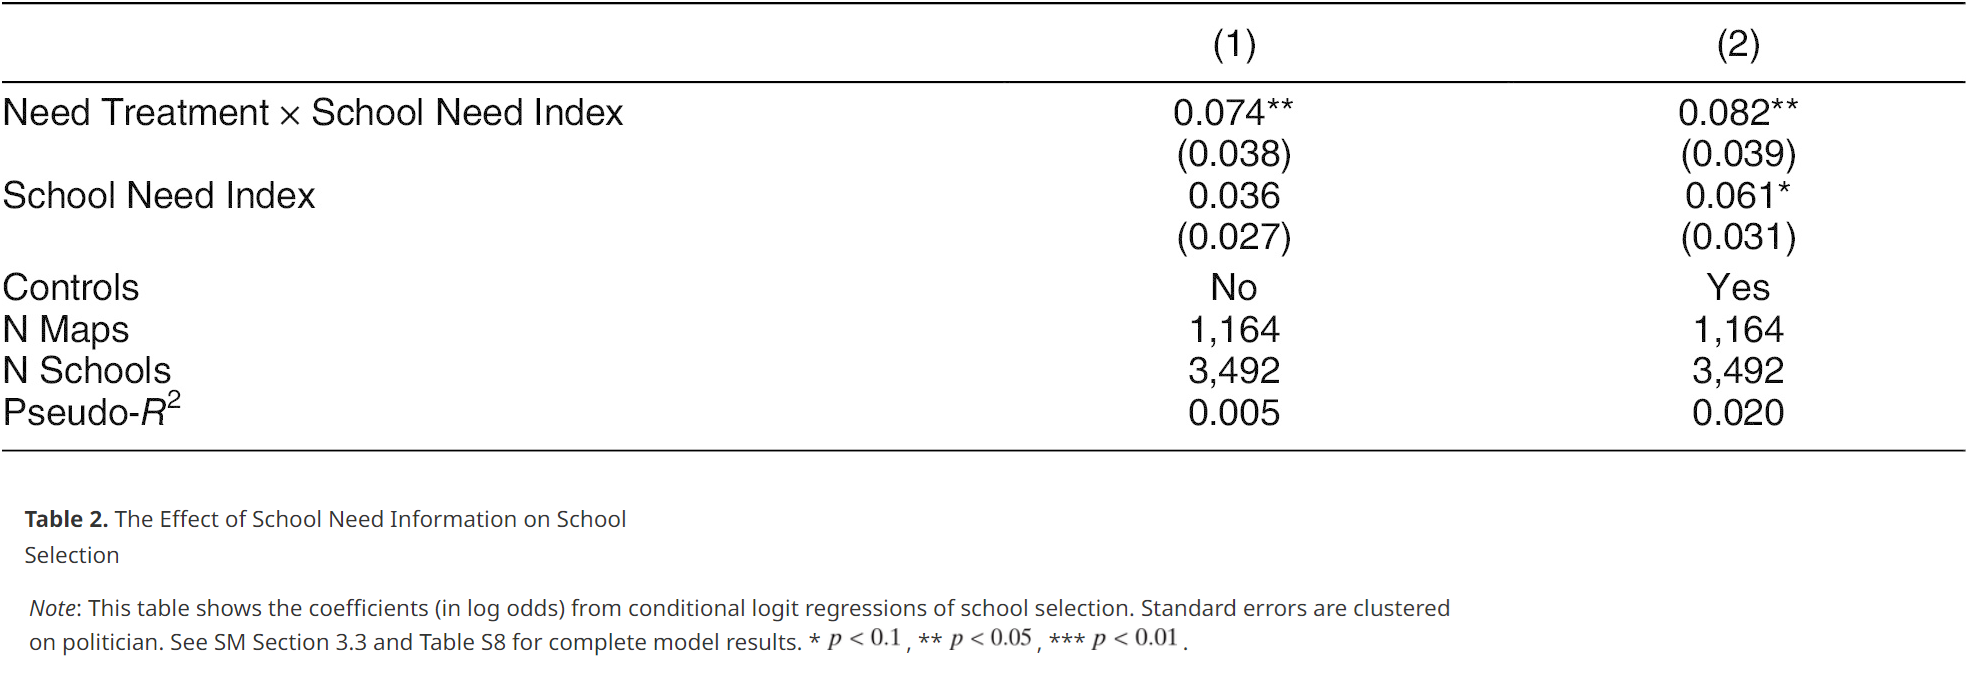 (1) (2)
Need Treatment × School Need Index 0.074** 0.082**
(0.038) (0.039)
School Need Index 0.036 0.061*
(0.027) (0.031)
Controls No Yes
N Maps 1,164 1,164
N Schools 3,492 3,492
Pseudo-R² 0.005 0.020
Table 2. The Effect of School Need Information on School
Selection
Note: This table shows the coefficients (in log odds) from conditional logit regressions of school selection. Standard errors are clustered
on politician. See SM Section 3.3 and Table S8 for complete model results. * p < 0.1, ** p < 0.05, *** p < 0.01.